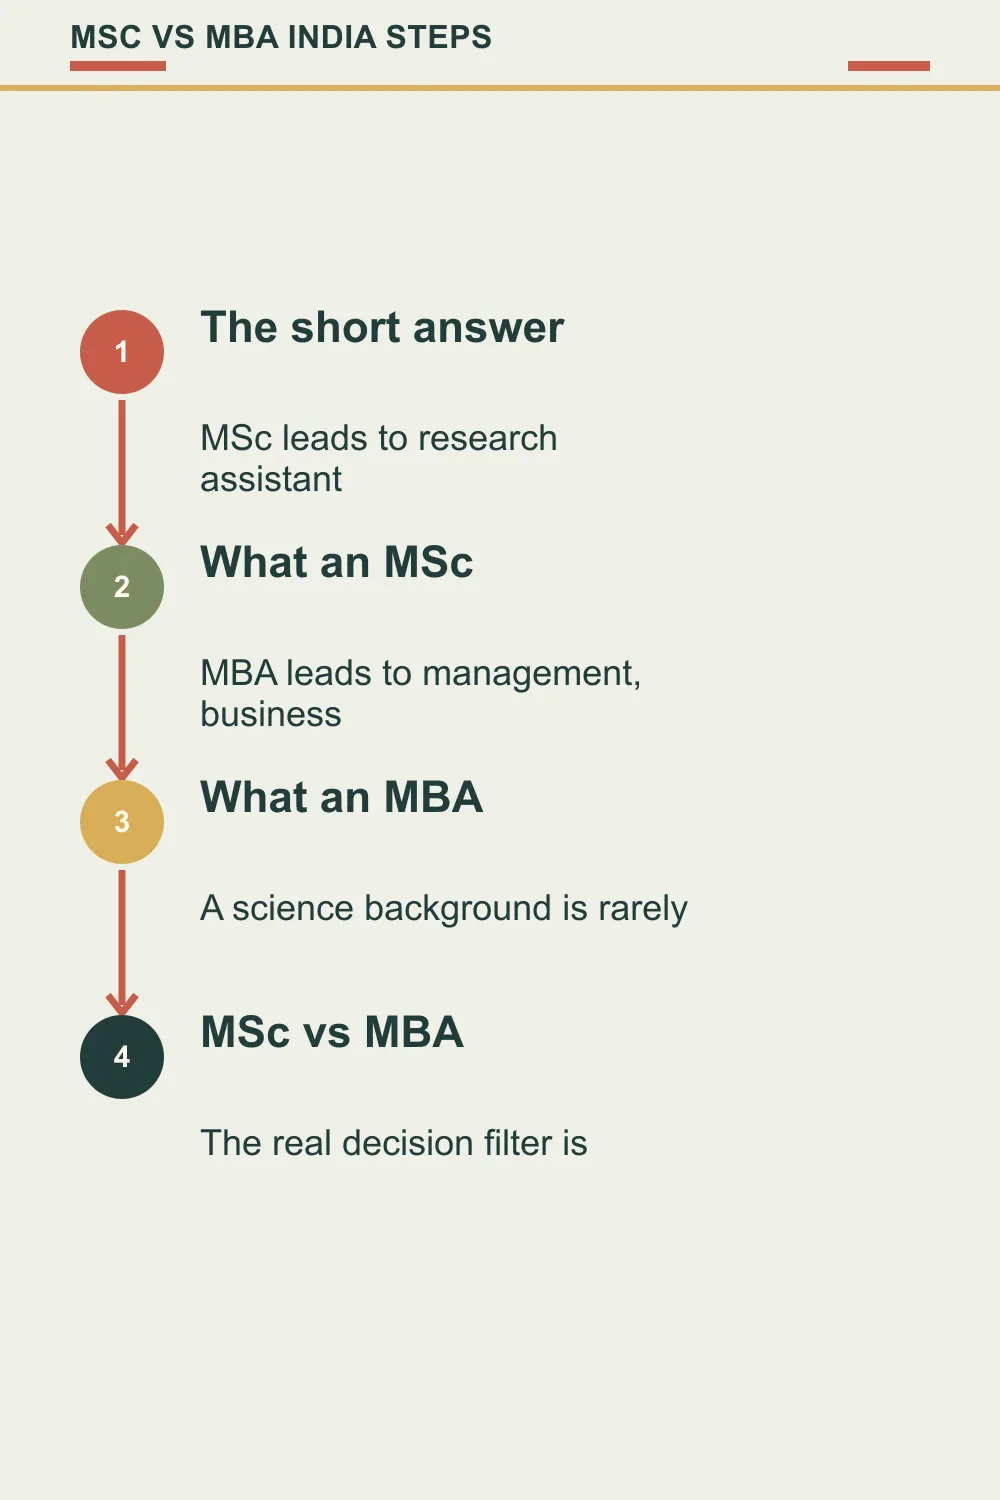 MSC VS MBA INDIA STEPS
1
The short answer
MSc leads to research
assistant
2
What an MSc
MBA leads to management,
business
3
What an MBA
A science background is rarely
4
MSc vs MBA
The real decision filter is